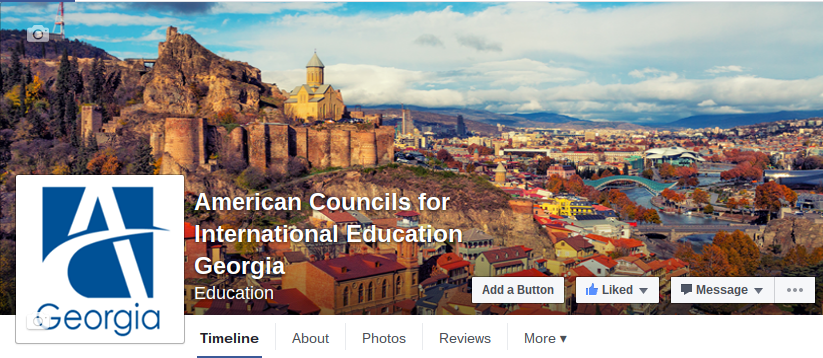 American Councils for
International Education
Georgia
Education
Georgia
Add a Button
Liked
Message
Timeline
About
Photos
Reviews
More